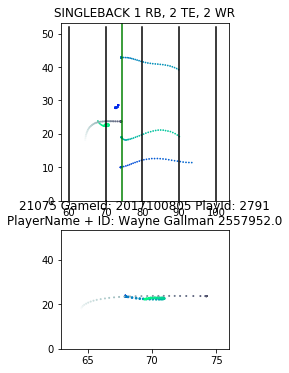 SINGLEBACK 1 RB, 2 TE, 2 WR
50
40
30
20
10
0
60 70 80 90 100
21075 GameId: 2017100805 PlayId: 2791
PlayerName + ID: Wayne Gallman 2557952.0
40
20
0
65 70 75